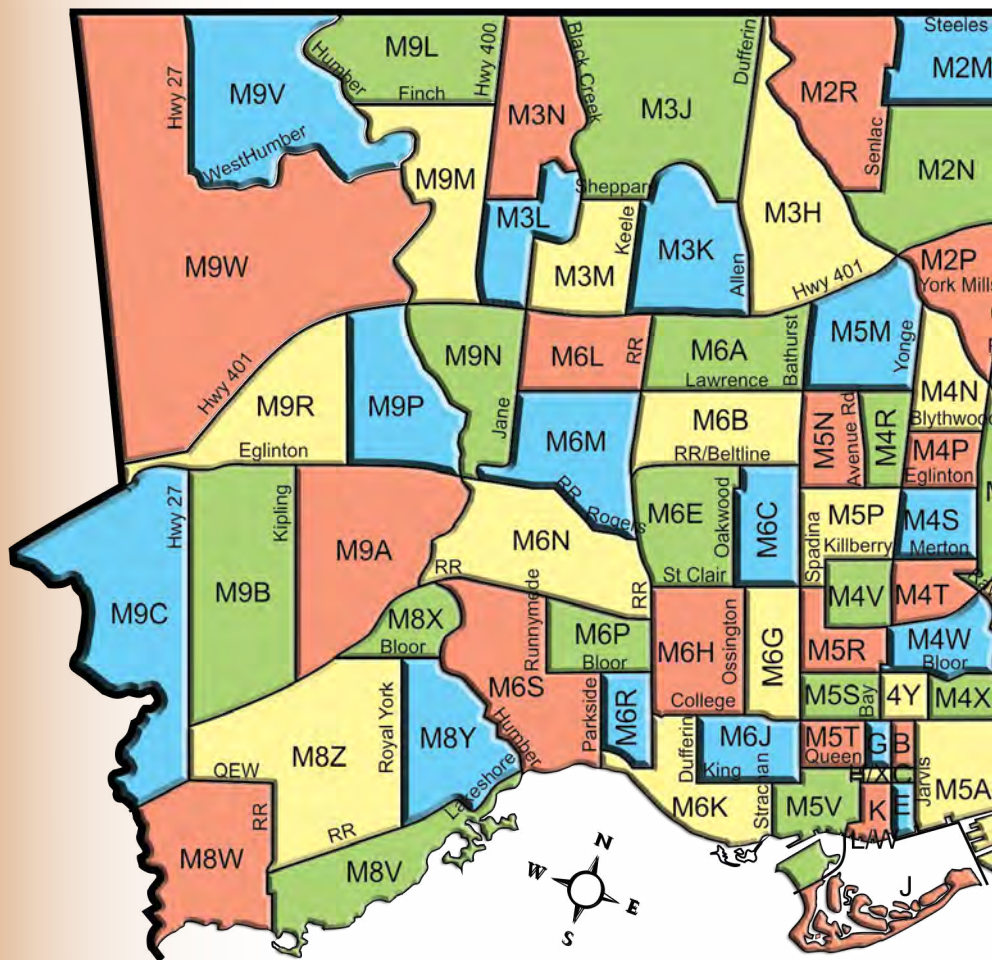 Steeles
M9L
Hwy 400
Black Creek
Dufferin
Humber
Hwy 27
M9V
Finch
M3N
M3J
M2R
M2M
WestHumber
Senlac
M2N
M9M
Sheppard
M3L
Keele
M3H
M9W
M3M
M3K
Allen
Hwy 401
M2P
York Mills
M5M
Yonge
M9N
M6L
RR
M6A
Lawrence
Bathurst
Hwy 401
M9R
M9P
Jane
M6B
M4N
Blythwood
Eglinton
M6M
RR/Beltline
M5N
Avenue Rd
M4R
M4P
Eglinton
Hwy 27
Kipling
RR
Rogers
M6E
Oakwood
M6C
Spadina
M5P
Killberry
M4S
Merton
M9A
M6N
RR
RR
St Clair
M9C
M9B
M8X
Bloor
Runnymede
M6P
Bloor
M6H
Ossington
M6G
M4V
M4T
M5R
M4W
Bloor
M6S
Parkside
M6R
College
M5S
Bay
4Y
M4X
Royal York
M8Y
Humber
Dufferin
M6J
King
Strachan
M5T
Queen
G
B
QEW
M8Z
Lakeshore
C
Jarvis
M5A
RR
RR
M6K
M5V
K
E
M8W
M8V
L/W
J
N
W
E
S